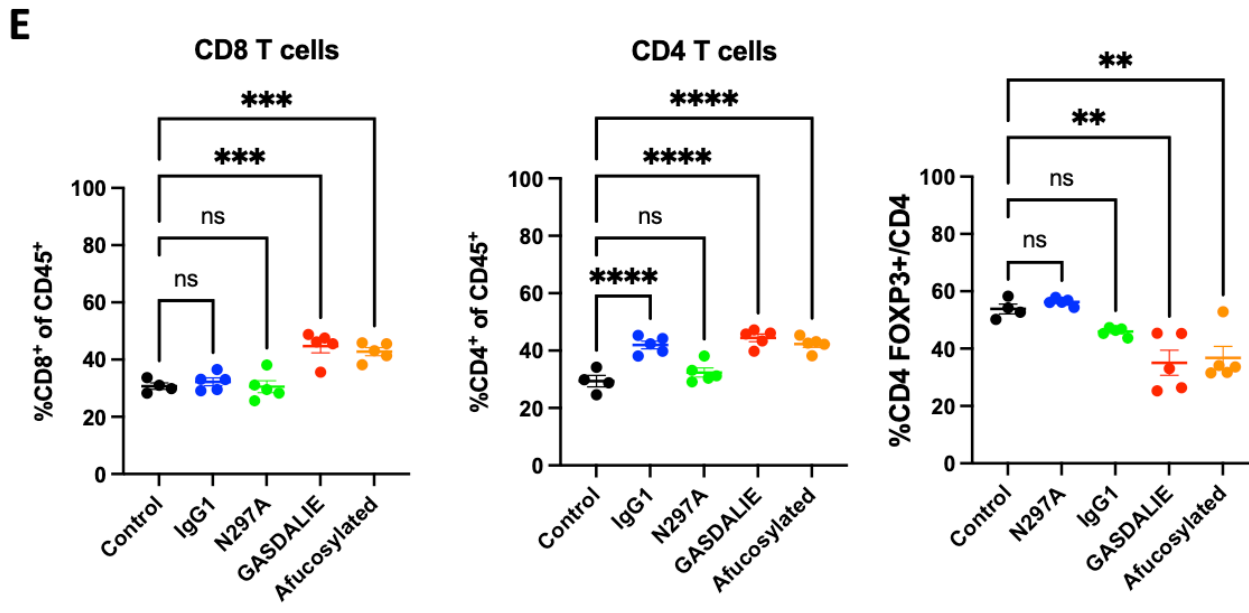 E
CD8 T cells
***
***
ns
ns
%CD8⁺ of CD45⁺
100
80
60
40
20
0
Control
IgG1
N297A
GASDALIE
Afucosylated
CD4 T cells
****
****
ns
****
%CD4⁺ of CD45⁺
100
80
60
40
20
0
Control
IgG1
N297A
GASDALIE
Afucosylated
**
**
ns
ns
%CD4 FOXP3+/CD4
100
80
60
40
20
0
Control
N297A
IgG1
GASDALIE
Afucosylated